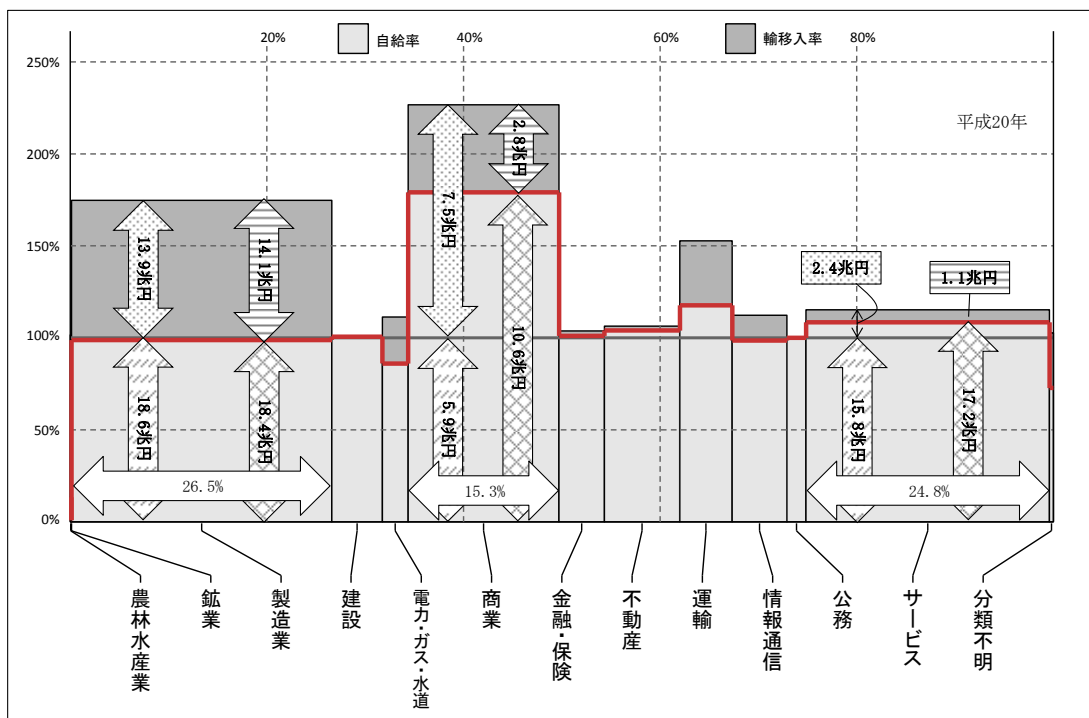 20%
40%
60%
80%
自給率
輸移入率
平成20年
250%
200%
150%
100%
50%
0%
13.9兆円
14.1兆円
18.6兆円
18.4兆円
7.5兆円
2.8兆円
5.9兆円
10.6兆円
2.4兆円
1.1兆円
15.8兆円
17.2兆円
26.5%
15.3%
24.8%
農林水産業
鉱業
製造業
建設
電力・ガス・水道
商業
金融・保険
不動産
運輸
情報通信
公務
サービス
分類不明